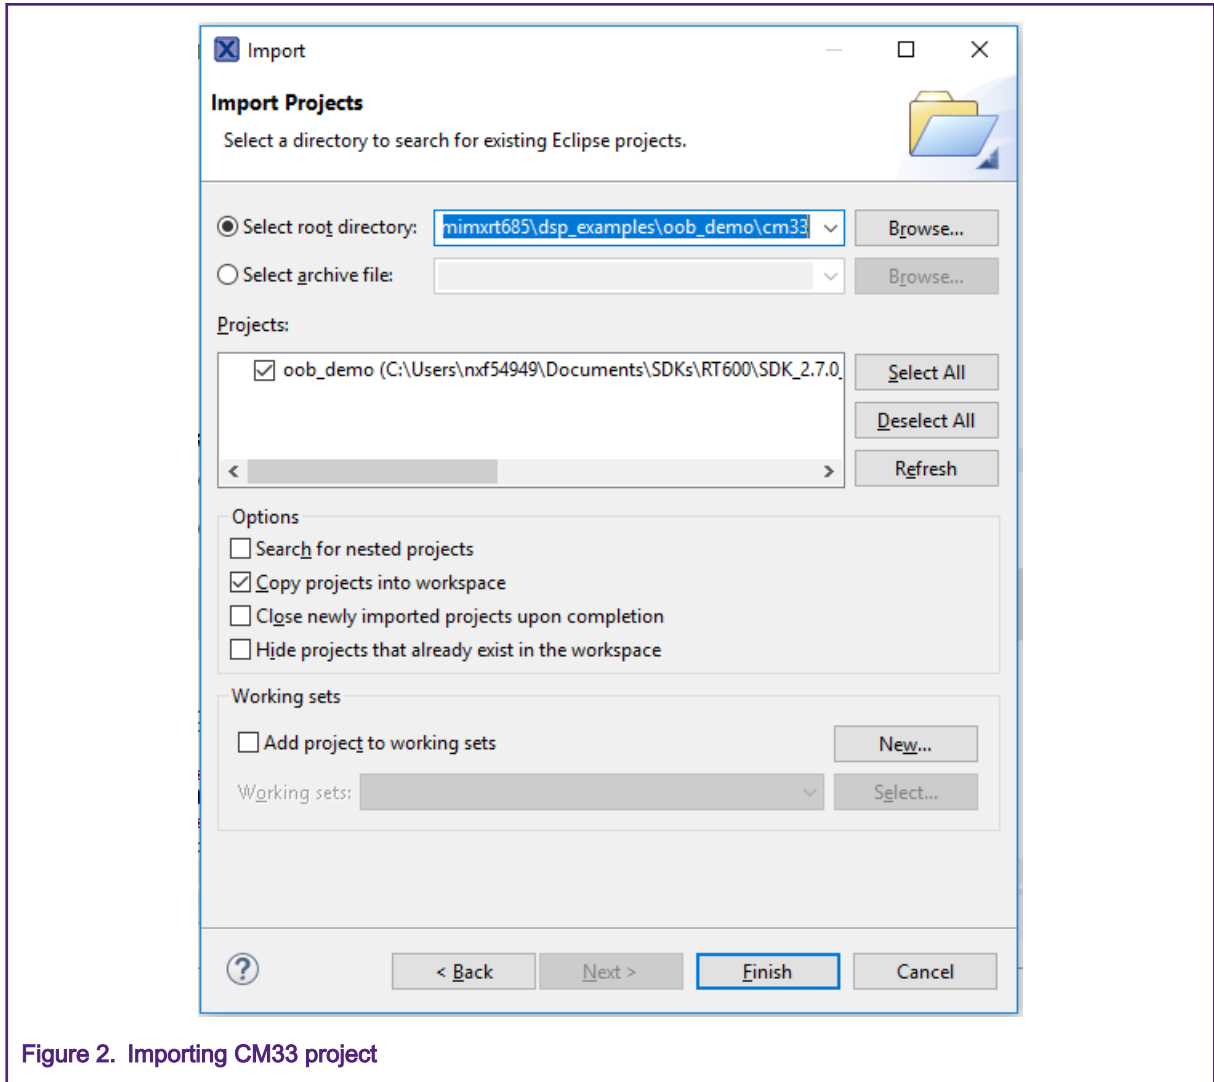 Import
Import Projects
Select a directory to search for existing Eclipse projects.
Select root directory: mimxrt685\dsp_examples\oob_demo\cm33 Browse...
Select archive file: Browse...
Projects:
oob_demo (C:\Users\nxf54949\Documents\SDKs\RT600\SDK_2.7.0_ Select All
Deselect All
Refresh
Options
Search for nested projects
Copy projects into workspace
Close newly imported projects upon completion
Hide projects that already exist in the workspace
Working sets
Add project to working sets New...
Working sets: Select...
< Back Next > Finish Cancel
Figure 2. Importing CM33 project